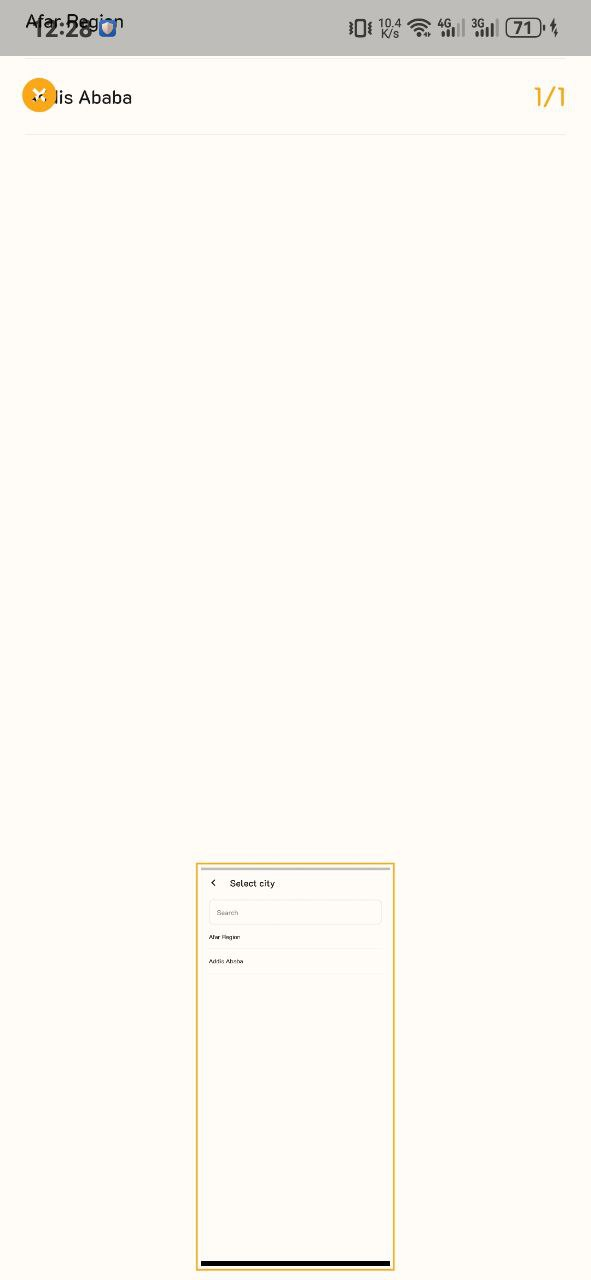 Afar Region
12:28
10.4
K/s
4G
3G
71
Addis Ababa
1/1
Select city
Search
Afar Region
Addis Ababa